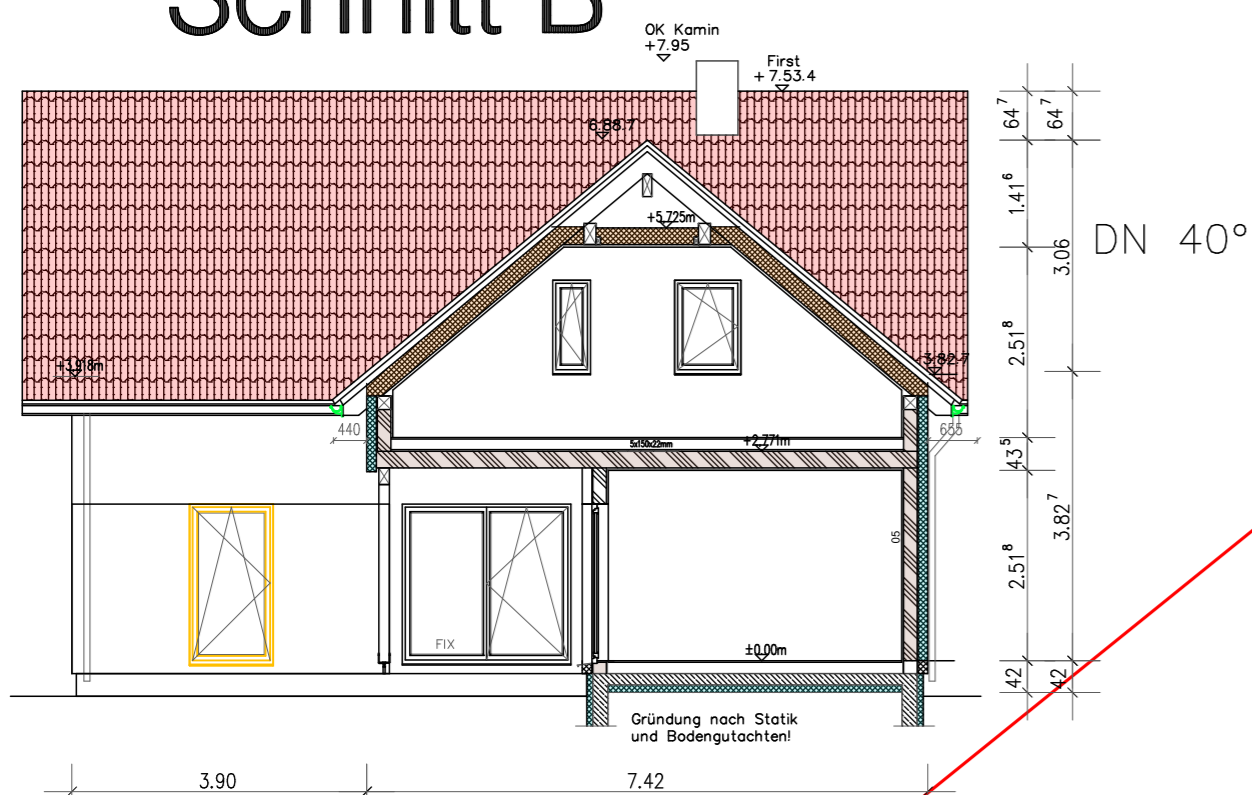 Schnitt B
OK Kamin
+7.95
First
+7.53.4
6.88.7
+5.725m
DN 40°
+3.918m
3.82.7
440
655
5x150x22mm
+2.771m
05
FIX
±0.00m
Gründung nach Statik
und Bodengutachten!
3.90
7.42
64⁷
1.41⁶
2.51⁸
43⁵
2.51⁸
42
64⁷
3.06
3.82⁷
42